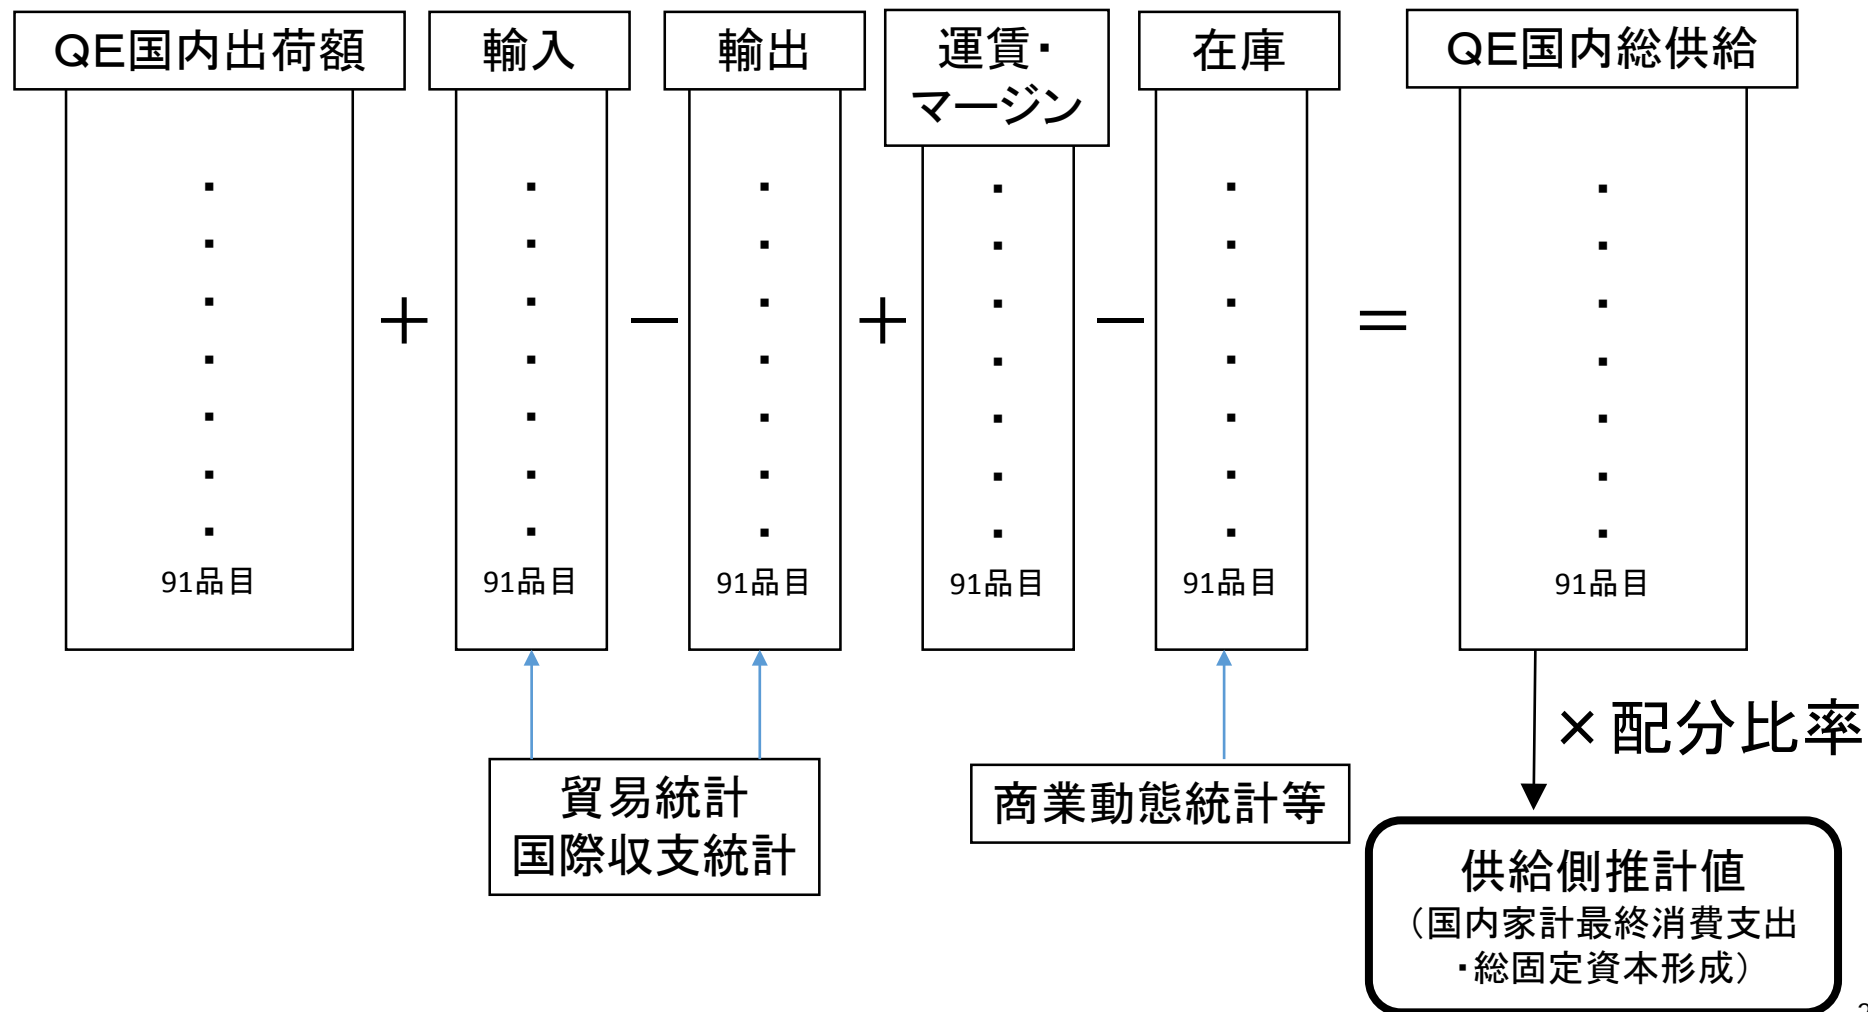 QE国内出荷額
輸入
輸出
運賃・
マージン
在庫
QE国内総供給
・
・
・
・
・
・
・
91品目
+
・
・
・
・
・
・
・
91品目
－
・
・
・
・
・
・
・
91品目
+
・
・
・
・
・
・
・
91品目
－
・
・
・
・
・
・
・
91品目
＝
・
・
・
・
・
・
・
91品目
×配分比率
貿易統計
国際収支統計
商業動態統計等
供給側推計値
（国内家計最終消費支出
・総固定資本形成）